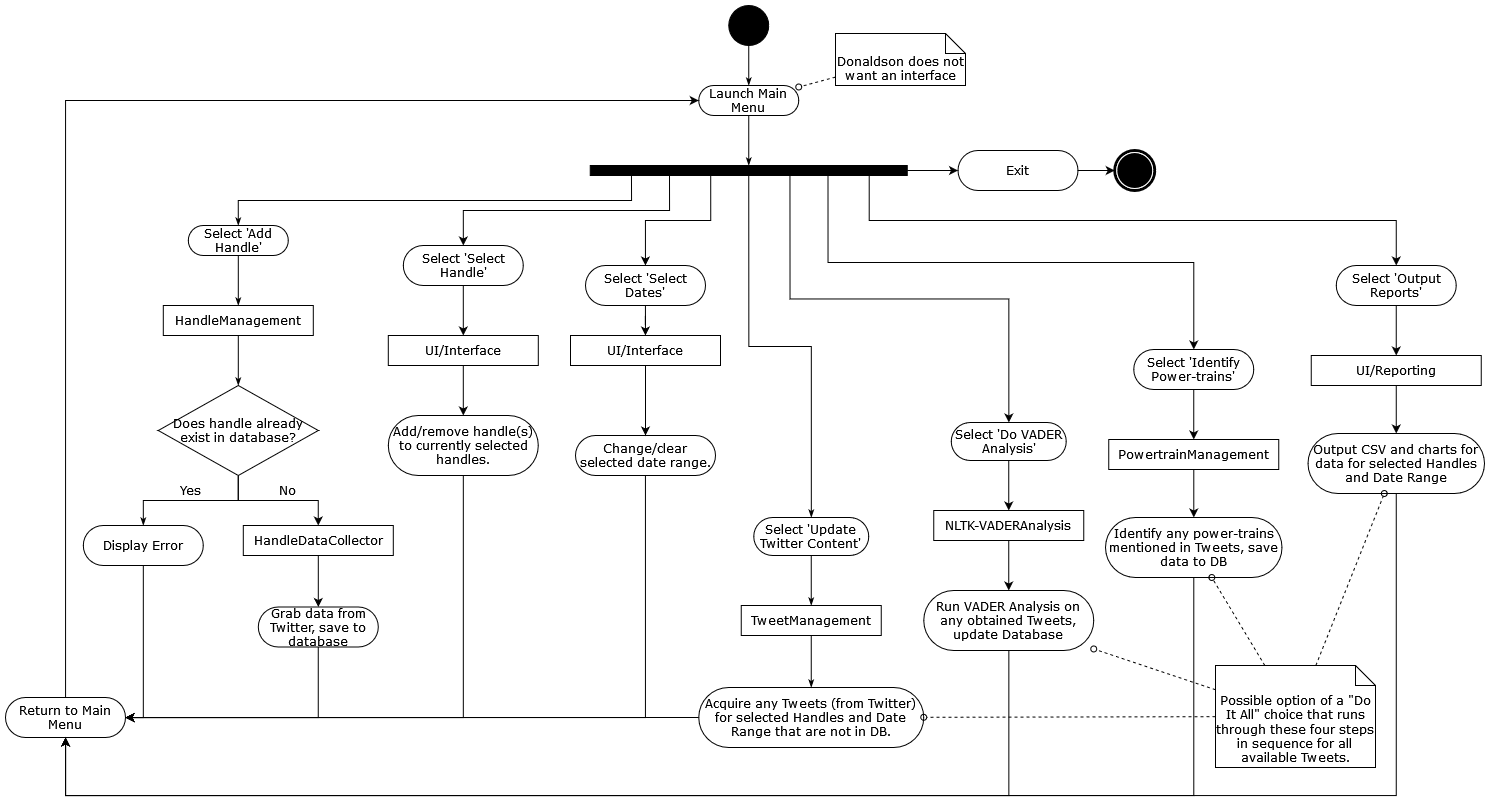 Donaldson does not
want an interface
Launch Main
Menu
Exit
Select 'Add
Handle'
Select 'Select
Handle'
Select 'Select
Dates'
Select 'Output
Reports'
HandleManagement
UI/Interface
UI/Interface
Select 'Identify
Power-trains'
UI/Reporting
Does handle already
exist in database?
Add/remove handle(s)
to currently selected
handles.
Change/clear
selected date range.
Select 'Do VADER
Analysis'
PowertrainManagement
Output CSV and charts for
data for selected Handles
and Date Range
Yes
No
Display Error
HandleDataCollector
Select 'Update
Twitter Content'
NLTK-VADERAnalysis
Identify any power-trains
mentioned in Tweets, save
data to DB
Grab data from
Twitter, save to
database
TweetManagement
Run VADER Analysis on
any obtained Tweets,
update Database
Return to Main
Menu
Acquire any Tweets (from Twitter)
for selected Handles and Date
Range that are not in DB.
Possible option of a "Do
It All" choice that runs
through these four steps
in sequence for all
available Tweets.